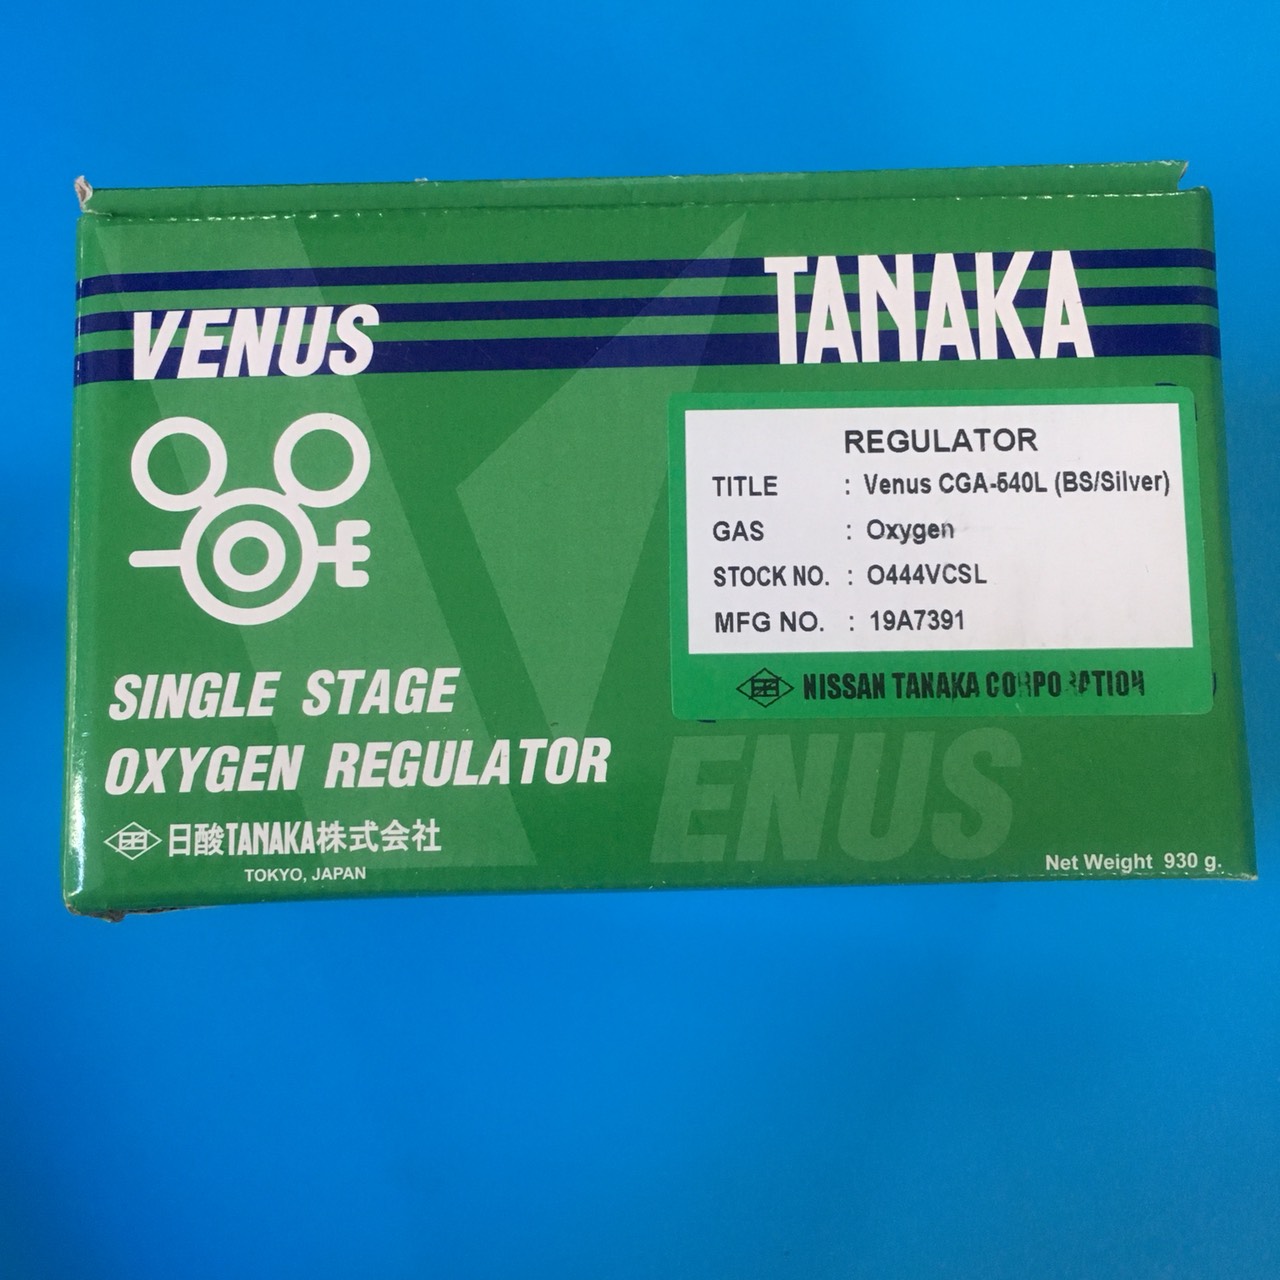 VENUS
TANAKA
REGULATOR
TITLE : Venus CGA-540L (BS/Silver)
GAS : Oxygen
STOCK NO. : O444VCSL
MFG NO. : 19A7391
NISSAN TANAKA CORPORATION
SINGLE STAGE
OXYGEN REGULATOR
日酸TANAKA株式会社
TOKYO, JAPAN
VENUS
Net Weight 930 g.